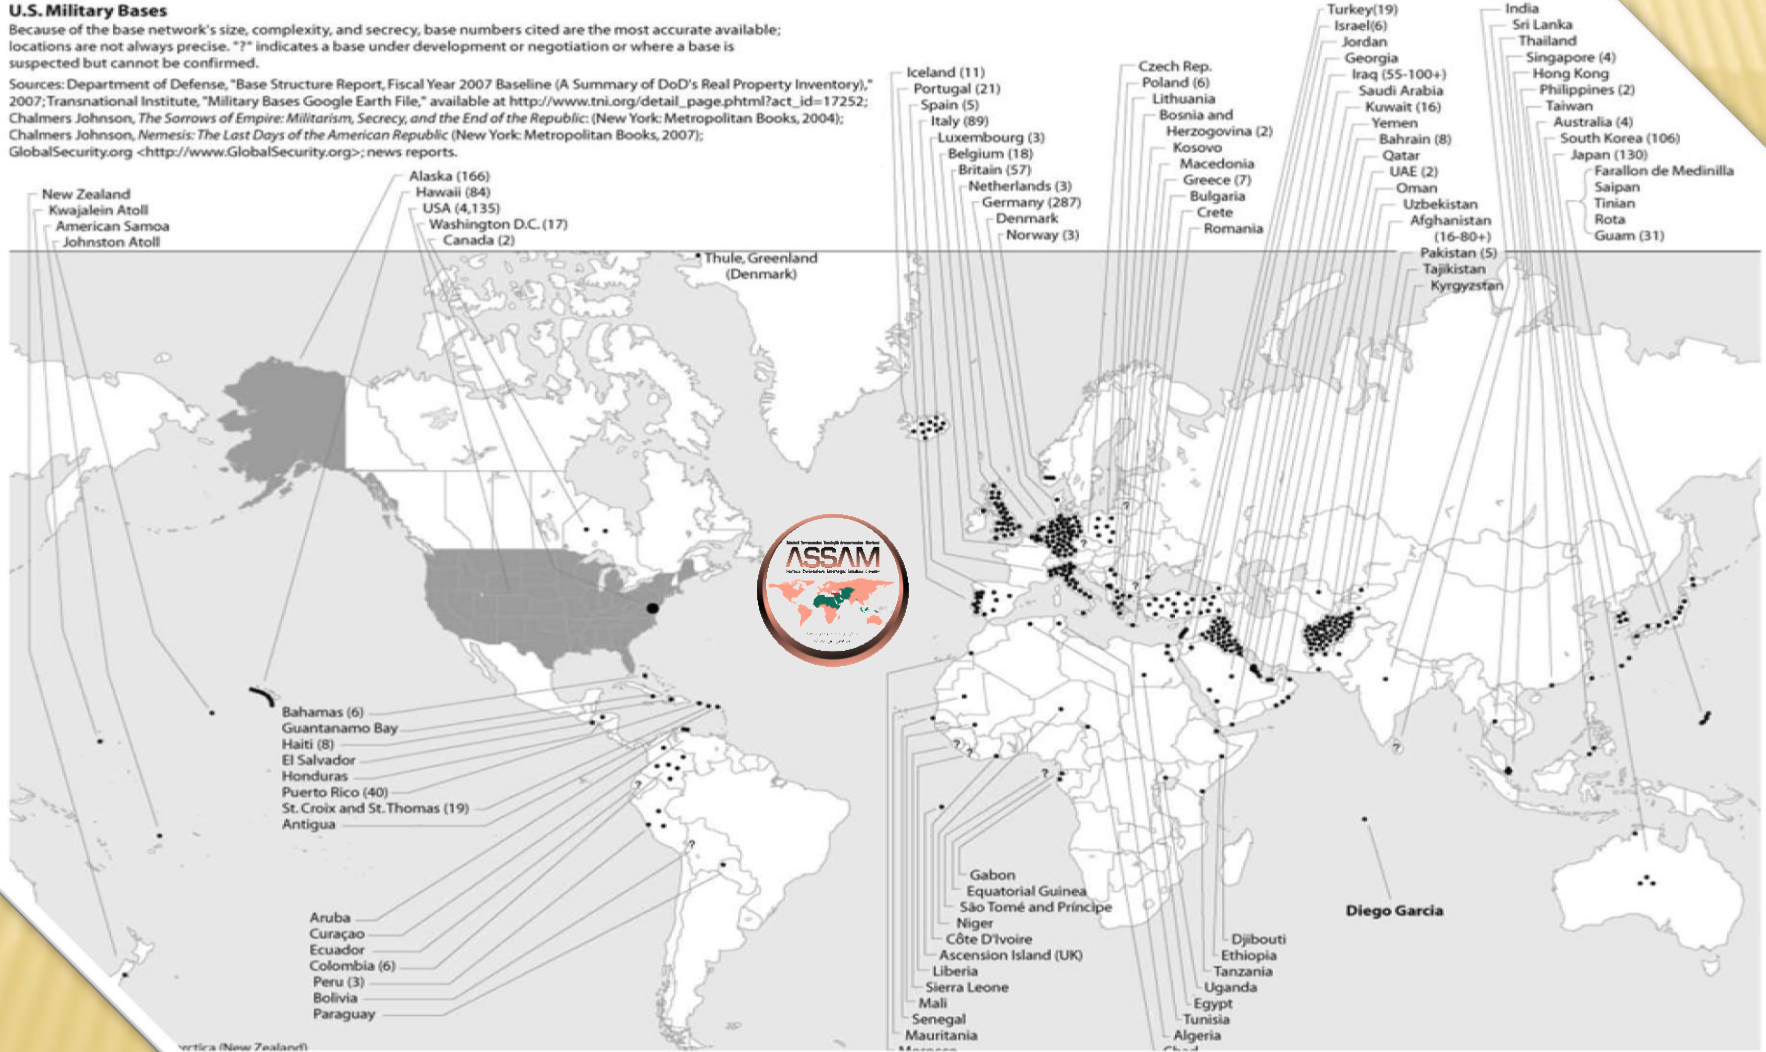 U.S. Military Bases
Because of the base network's size, complexity, and secrecy, base numbers cited are the most accurate available;
locations are not always precise. "?" indicates a base under development or negotiation or where a base is
suspected but cannot be confirmed.
Sources: Department of Defense, "Base Structure Report, Fiscal Year 2007 Baseline (A Summary of DoD's Real Property Inventory),"
2007; Transnational Institute, "Military Bases Google Earth File," available at http://www.tni.org/detail_page.phtml?act_id=17252;
Chalmers Johnson, The Sorrows of Empire: Militarism, Secrecy, and the End of the Republic: (New York: Metropolitan Books, 2004);
Chalmers Johnson, Nemesis: The Last Days of the American Republic (New York: Metropolitan Books, 2007);
GlobalSecurity.org <http://www.GlobalSecurity.org>; news reports.
New Zealand
Kwajalein Atoll
American Samoa
Johnston Atoll
Alaska (166)
Hawaii (84)
USA (4,135)
Washington D.C. (17)
Canada (2)
Thule, Greenland
(Denmark)
Iceland (11)
Portugal (21)
Spain (5)
Italy (89)
Luxembourg (3)
Belgium (18)
Britain (57)
Netherlands (3)
Germany (287)
Denmark
Norway (3)
Czech Rep.
Poland (6)
Lithuania
Bosnia and
Herzogovina (2)
Kosovo
Macedonia
Greece (7)
Bulgaria
Crete
Romania
Turkey(19)
Israel(6)
Jordan
Georgia
Iraq (55-100+)
Saudi Arabia
Kuwait (16)
Yemen
Bahrain (8)
Qatar
UAE (2)
Oman
Uzbekistan
Afghanistan
(16-80+)
Pakistan (5)
Tajikistan
Kyrgyzstan
India
Sri Lanka
Thailand
Singapore (4)
Hong Kong
Philippines (2)
Taiwan
Australia (4)
South Korea (106)
Japan (130)
Farallon de Medinilla
Saipan
Tinian
Rota
Guam (31)
?
?
?
ASSAM
Bahamas (6)
Guantanamo Bay
Haiti (8)
El Salvador
Honduras
Puerto Rico (40)
St. Croix and St. Thomas (19)
Antigua
? ?
?
?
?
?
Aruba
Curaçao
Ecuador
Colombia (6)
Peru (3)
Bolivia
Paraguay
Gabon
Equatorial Guinea
São Tomé and Príncipe
Niger
Côte D'Ivoire
Ascension Island (UK)
Liberia
Sierra Leone
Mali
Senegal
Mauritania
Morocco
Djibouti
Ethiopia
Tanzania
Uganda
Egypt
Tunisia
Algeria
Chad
Diego Garcia
(New Zealand)